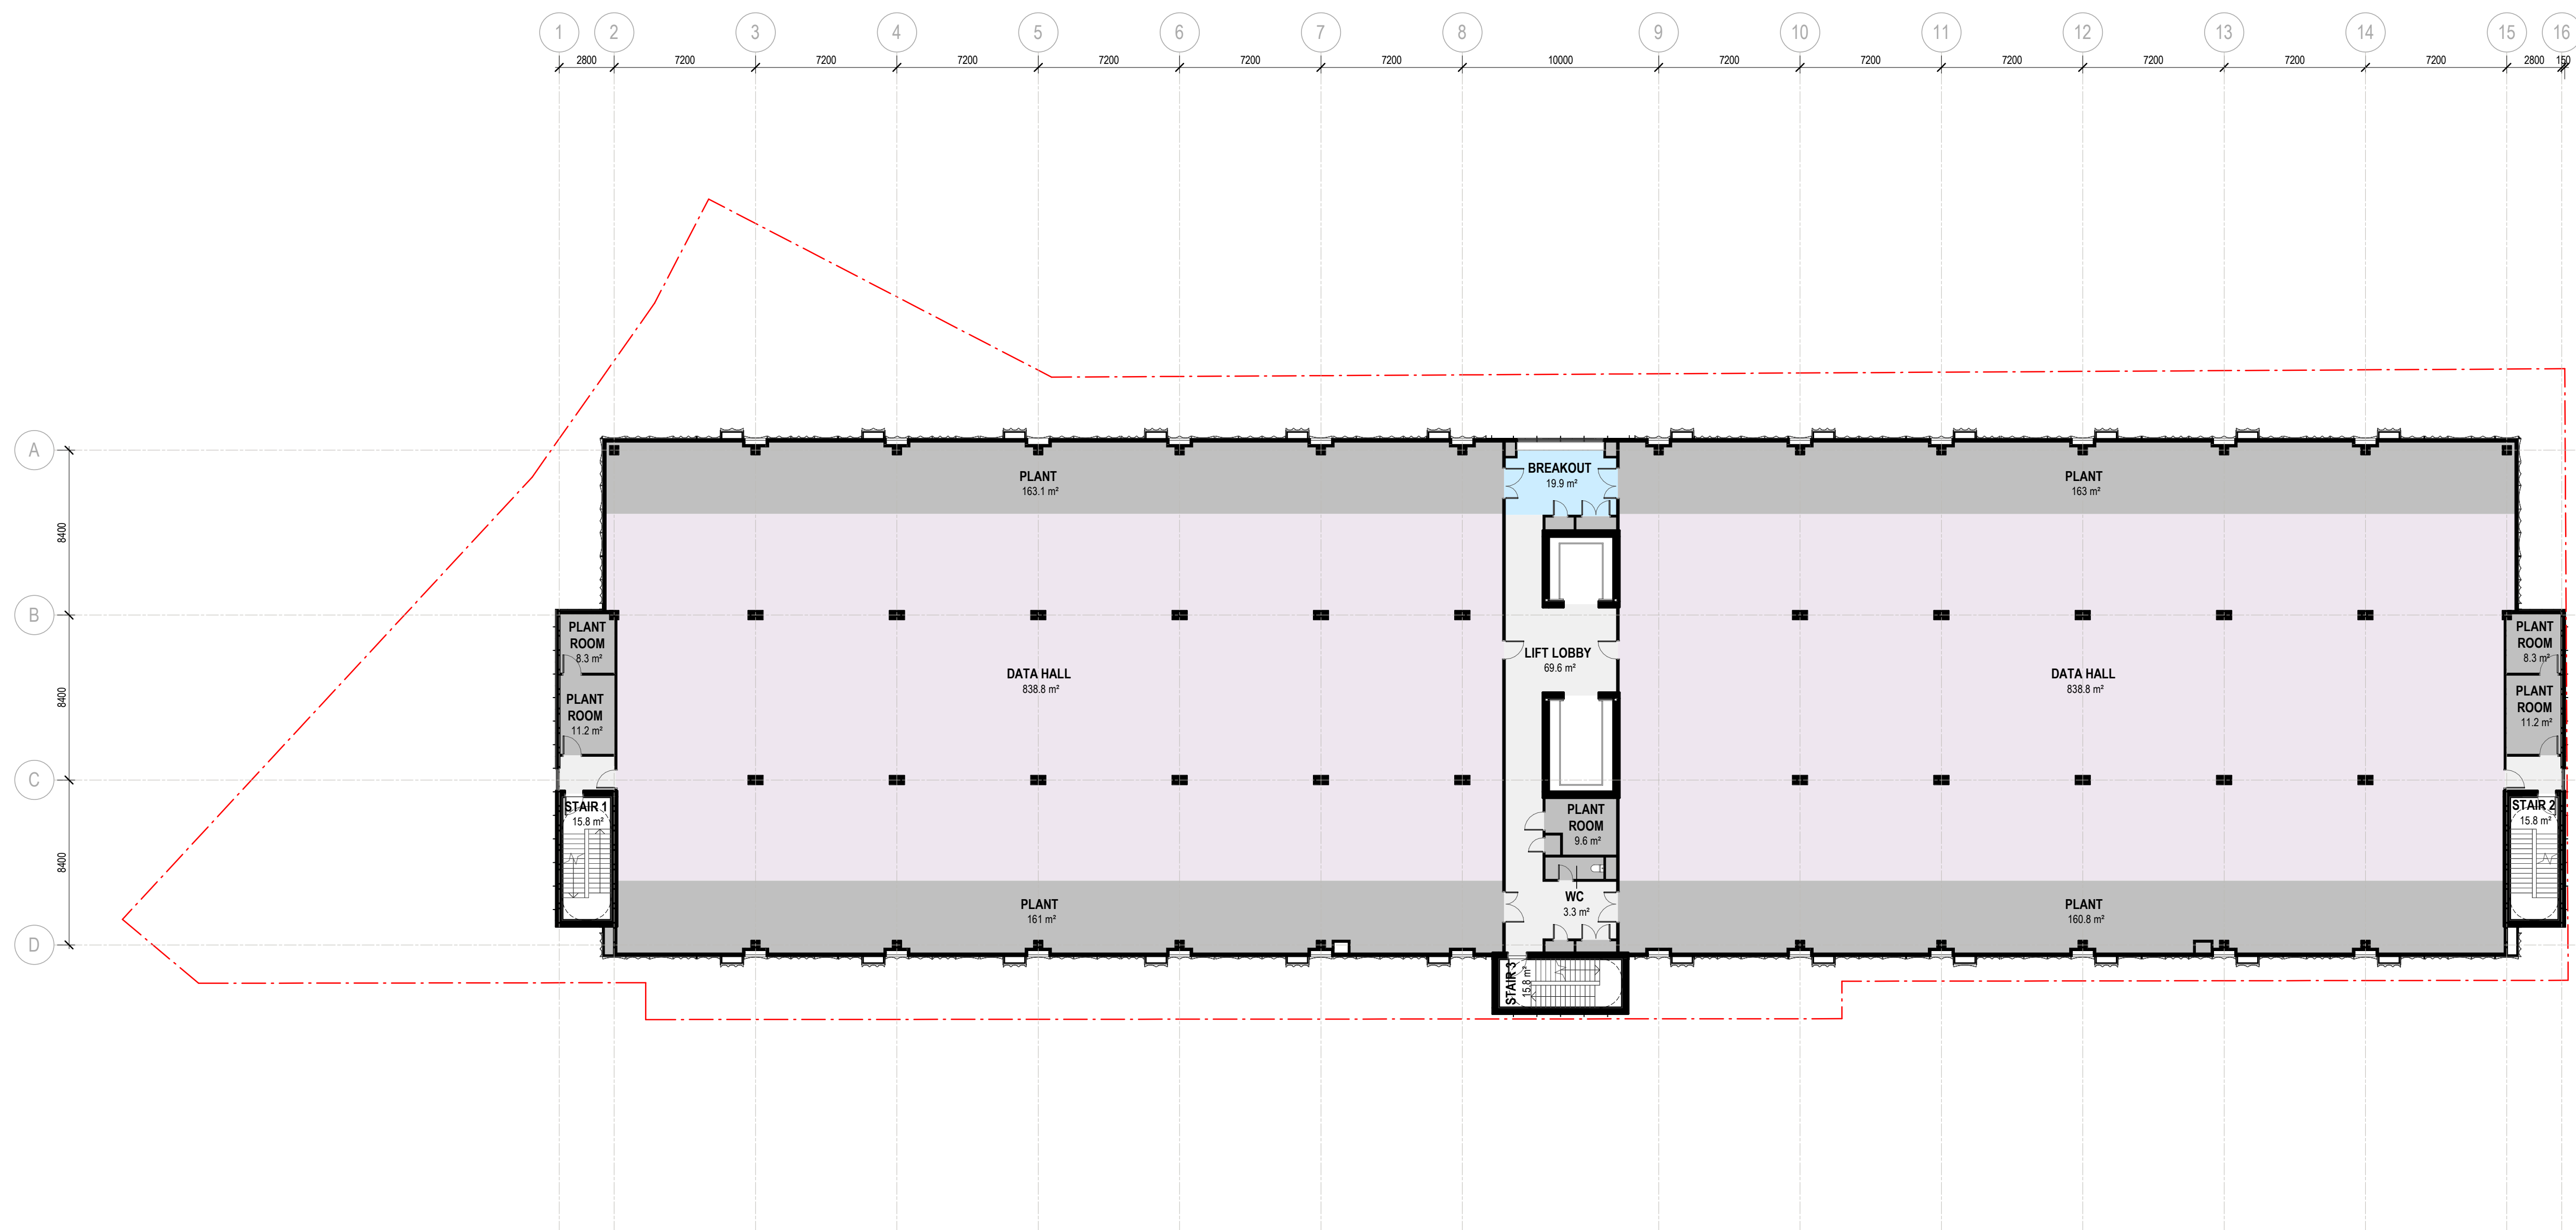 1 2 3 4 5 6 7 8 9 10 11 12 13 14 15 16
2800 7200 7200 7200 7200 7200 7200 10000 7200 7200 7200 7200 7200 7200 2800 150
A
B
C
D
8400
8400
8400
PLANT
163.1 m²
BREAKOUT
19.9 m²
PLANT
163 m²
PLANT
ROOM
8.3 m²
PLANT
ROOM
11.2 m²
STAIR 1
15.8 m²
DATA HALL
838.8 m²
LIFT LOBBY
69.6 m²
DATA HALL
838.8 m²
PLANT
ROOM
8.3 m²
PLANT
ROOM
11.2 m²
STAIR 2
15.8 m²
PLANT
ROOM
9.6 m²
WC
3.3 m²
PLANT
161 m²
PLANT
160.8 m²
STAIR 3
15.8 m²